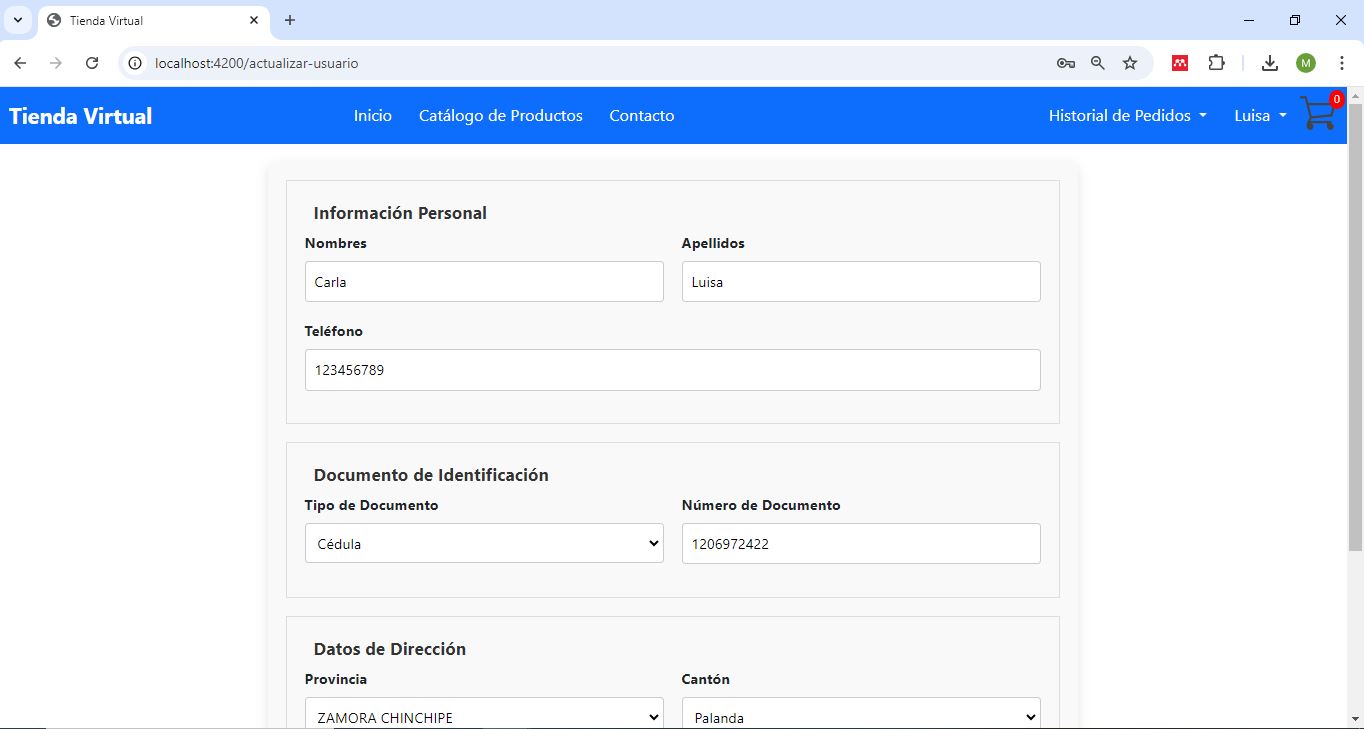 Tienda Virtual
localhost:4200/actualizar-usuario
M
Tienda Virtual
Inicio
Catálogo de Productos
Contacto
Historial de Pedidos
Luisa
0
Información Personal
Nombres
Apellidos
Carla
Luisa
Teléfono
123456789
Documento de Identificación
Tipo de Documento
Número de Documento
Cédula
1206972422
Datos de Dirección
Provincia
Cantón
ZAMORA CHINCHIPE
Palanda